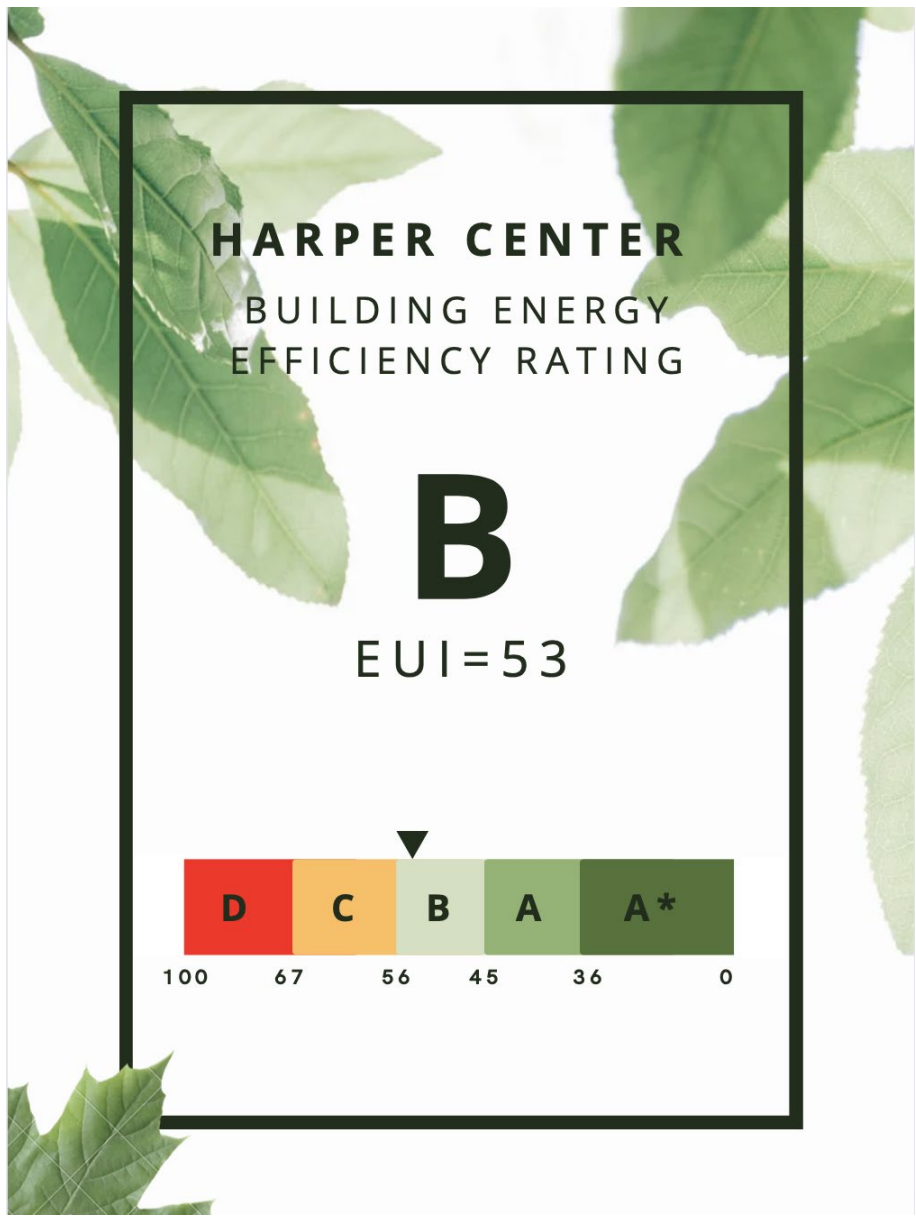 HARPER CENTER
BUILDING ENERGY
EFFICIENCY RATING
B
EUI=53
D C B A A*
100 67 56 45 36 0